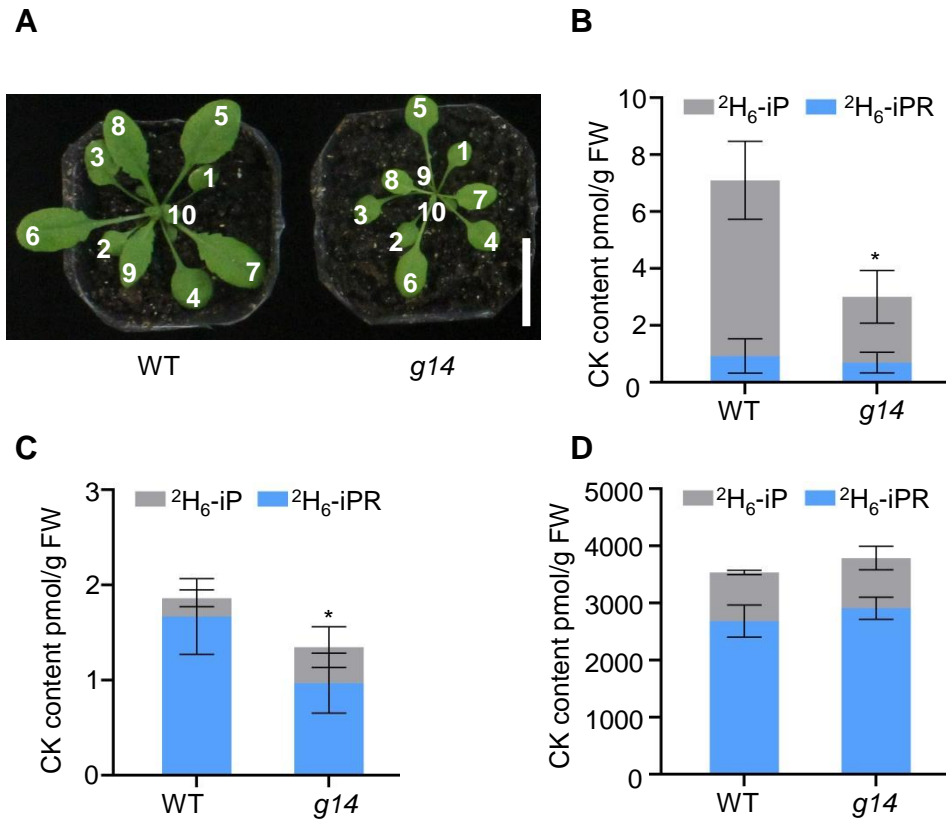 A
B
5
8
3
1
10
6
2
9
7
4
5
1
9
8
7
10
3
2
4
6
WT
g14
CK content pmol/g FW
10
8
6
4
2
0
²H₆-iP ²H₆-iPR
*
WT g14
C
CK content pmol/g FW
3
2
1
0
²H₆-iP ²H₆-iPR
*
WT g14
D
CK content pmol/g FW
5000
4000
3000
2000
1000
0
²H₆-iP ²H₆-iPR
WT g14